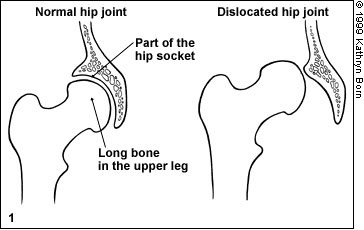 Normal hip joint
Dislocated hip joint
Part of the
hip socket
Long bone
in the upper leg
1
© 1999 Kathryn Born